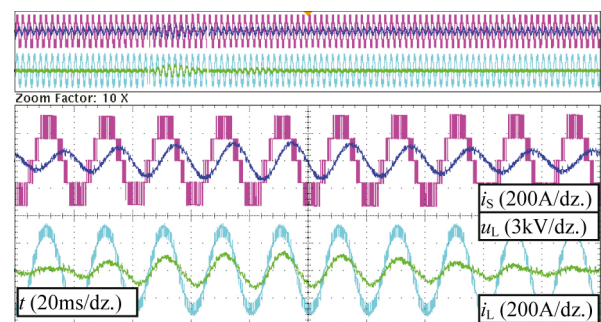 Zoom Factor: 10 X
iS (200A/dz.)
uL (3kV/dz.)
t (20ms/dz.)
iL (200A/dz.)